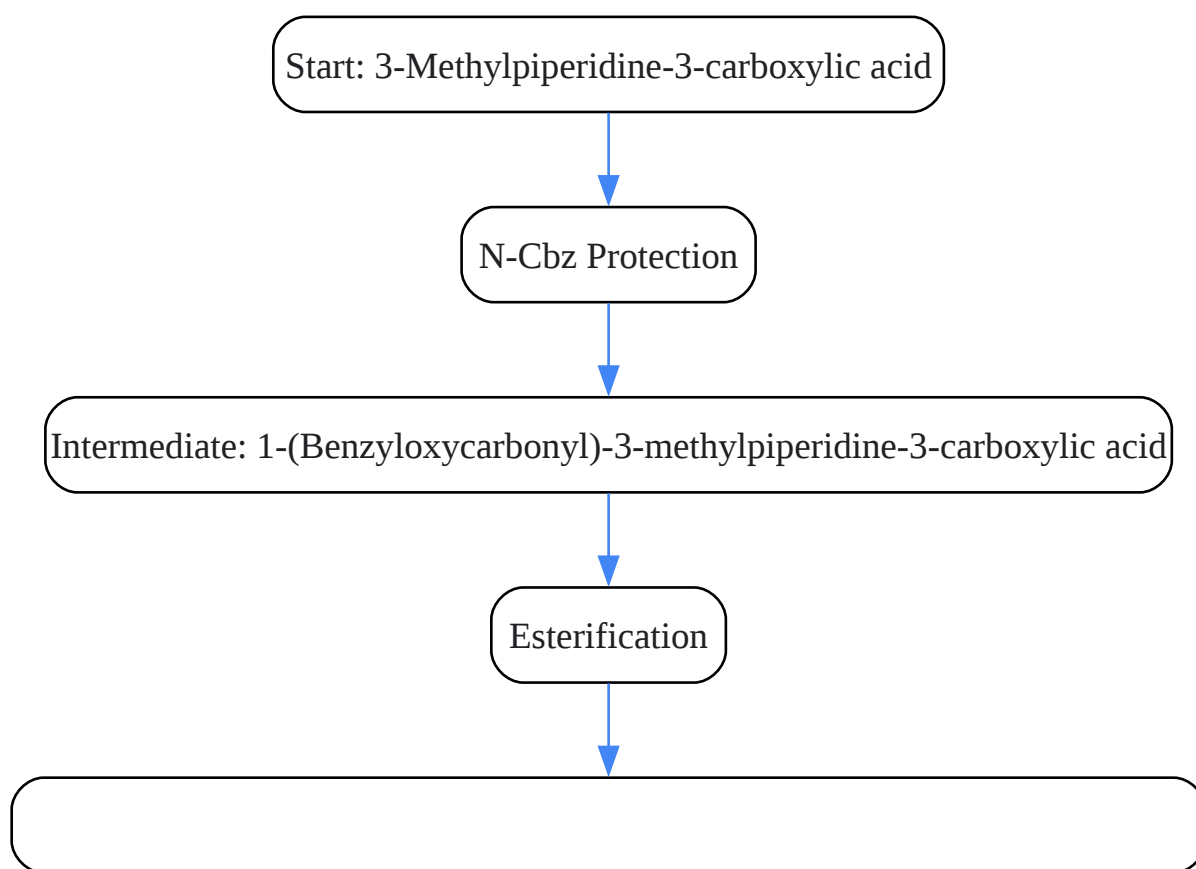 Start: 3-Methylpiperidine-3-carboxylic acid
N-Cbz Protection
Intermediate: 1-(Benzyloxycarbonyl)-3-methylpiperidine-3-carboxylic acid
Esterification